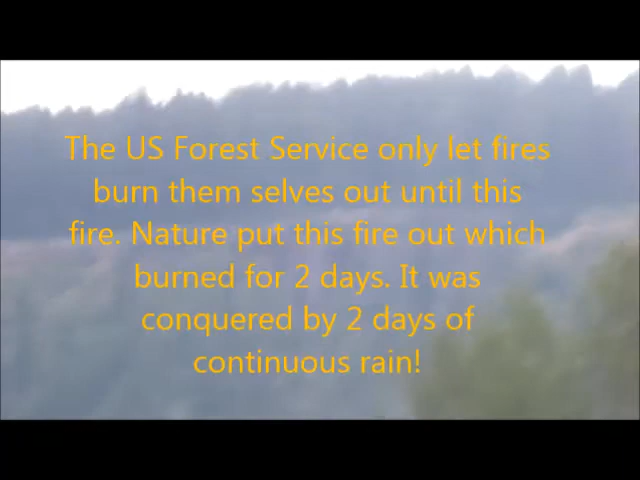 The US Forest Service only let fires
burn them selves out until this
fire. Nature put this fire out which
burned for 2 days. It was
conquered by 2 days of
continuous rain!